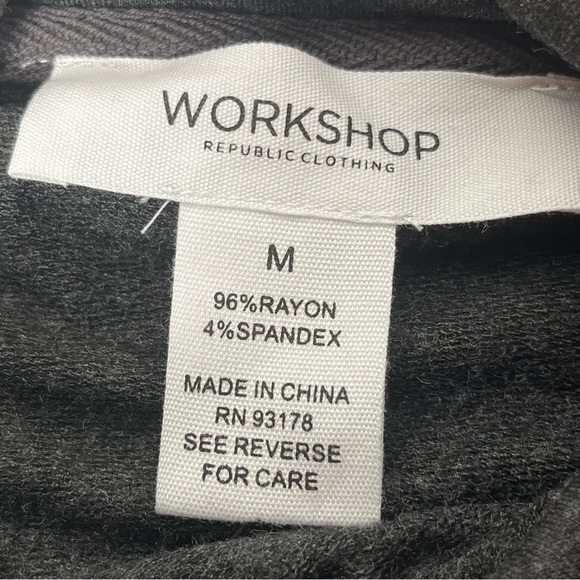 WORKSHOP
REPUBLIC CLOTHING
M
96%RAYON
4%SPANDEX
MADE IN CHINA
RN 93178
SEE REVERSE
FOR CARE